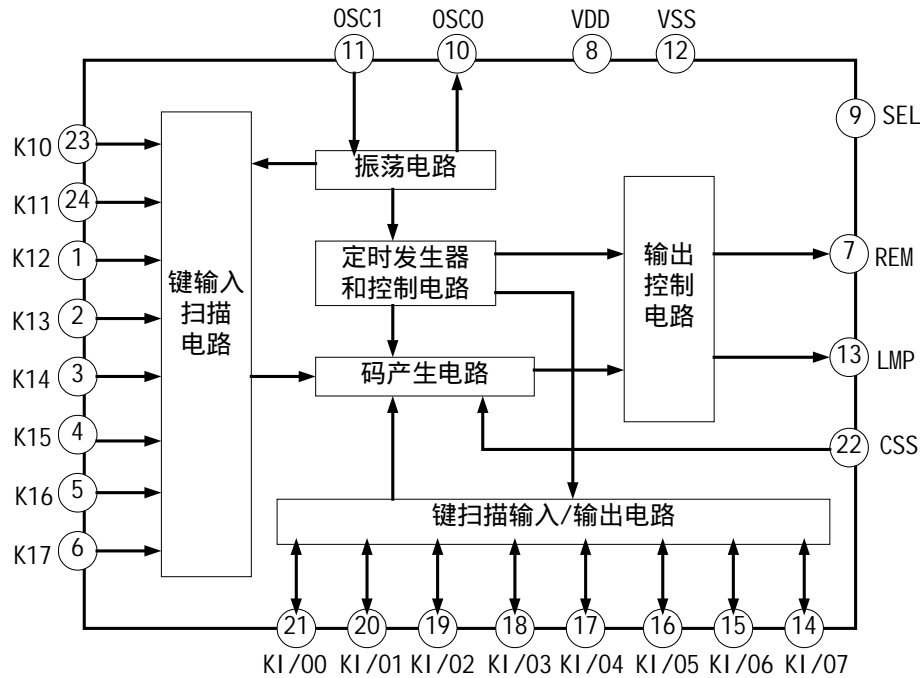 OSC1 OSCO VDD VSS
11 10 8 12
9 SEL
K10 23
振荡电路
K11 24
K12 1
定时发生器
和控制电路
输出
控制
电路
7 REM
键输入
扫描
电路
K13 2
K14 3
码产生电路
13 LMP
K15 4
22 CSS
K16 5
键扫描输入/输出电路
K17 6
21 20 19 18 17 16 15 14
KI/00 KI/01 KI/02 KI/03 KI/04 KI/05 KI/06 KI/07